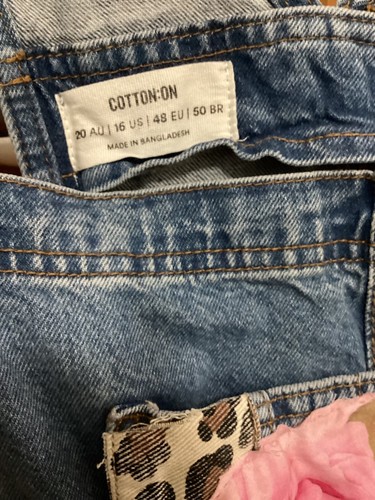 COTTON:ON
20 AU | 16 US | 48 EU | 50 BR
MADE IN BANGLADESH